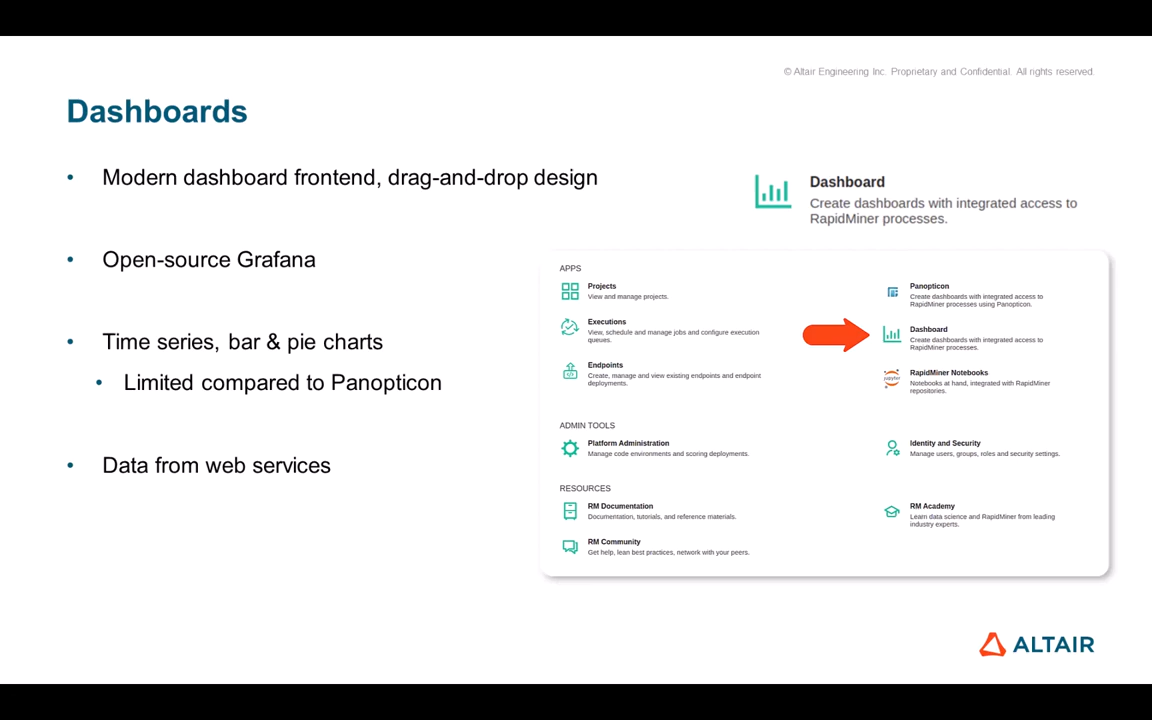 © Altair Engineering Inc. Proprietary and Confidential. All rights reserved.
Dashboards
• Modern dashboard frontend, drag-and-drop design
• Open-source Grafana
• Time series, bar & pie charts
• Limited compared to Panopticon
• Data from web services
Dashboard
Create dashboards with integrated access to
RapidMiner processes.
APPS
Projects
View and manage projects.
Executions
View, schedule and manage jobs and configure execution
queues.
Endpoints
Create, manage and view existing endpoints and endpoint
deployments.
Panopticon
Create dashboards with integrated access to
RapidMiner processes using Panopticon.
Dashboard
Create dashboards with integrated access to
RapidMiner processes.
jupyter
RapidMiner Notebooks
Notebooks at hand, integrated with RapidMiner
repositories.
ADMIN TOOLS
Platform Administration
Manage code environments and scoring deployments.
Identity and Security
Manage users, groups, roles and security settings.
RESOURCES
RM Documentation
Documentation, tutorials, and reference materials.
RM Community
Get help, lean best practices, network with your peers.
RM Academy
Learn data science and RapidMiner from leading
industry experts.
ALTAIR